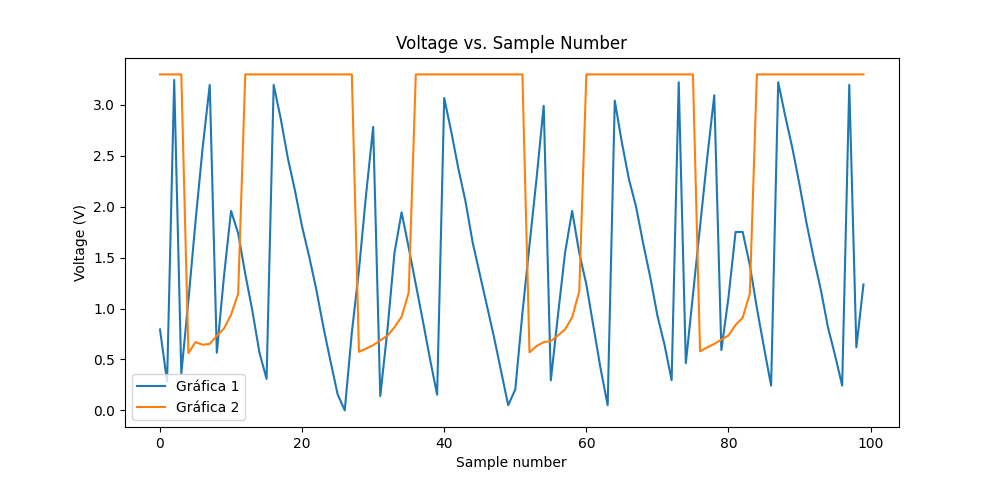 Voltage vs. Sample Number
Voltage (V)
3.0
2.5
2.0
1.5
1.0
0.5
0.0
Gráfica 1
Gráfica 2
0 20 40 60 80 100
Sample number